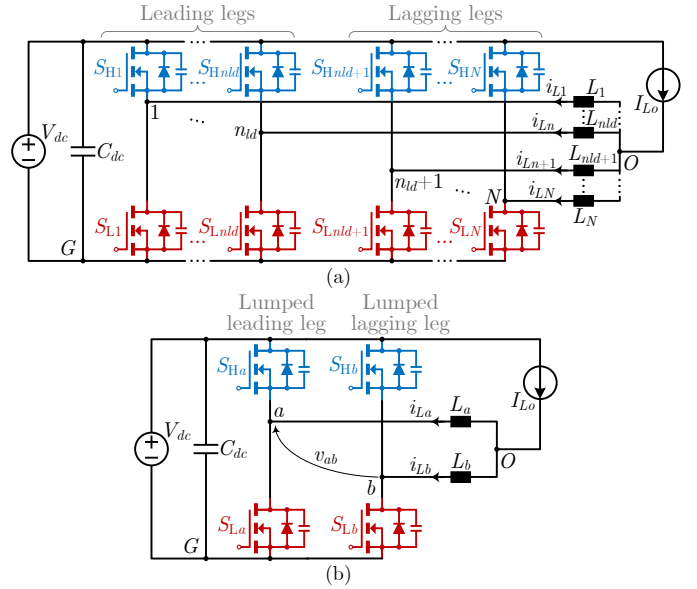 Leading legs
Lagging legs
S_H1
S_Hnld
S_Hnld+1
S_HN
V_dc
C_dc
1
n_ld
n_ld+1
N
i_L1
L_1
i_Ln
L_nld
i_Ln+1
L_nld+1
i_LN
L_N
O
I_Lo
S_L1
S_Lnld
S_Lnld+1
S_LN
G
(a)
Lumped
leading leg
Lumped
lagging leg
S_Ha
S_Hb
V_dc
C_dc
a
v_ab
b
i_La
L_a
i_Lb
L_b
O
I_Lo
S_La
S_Lb
G
(b)